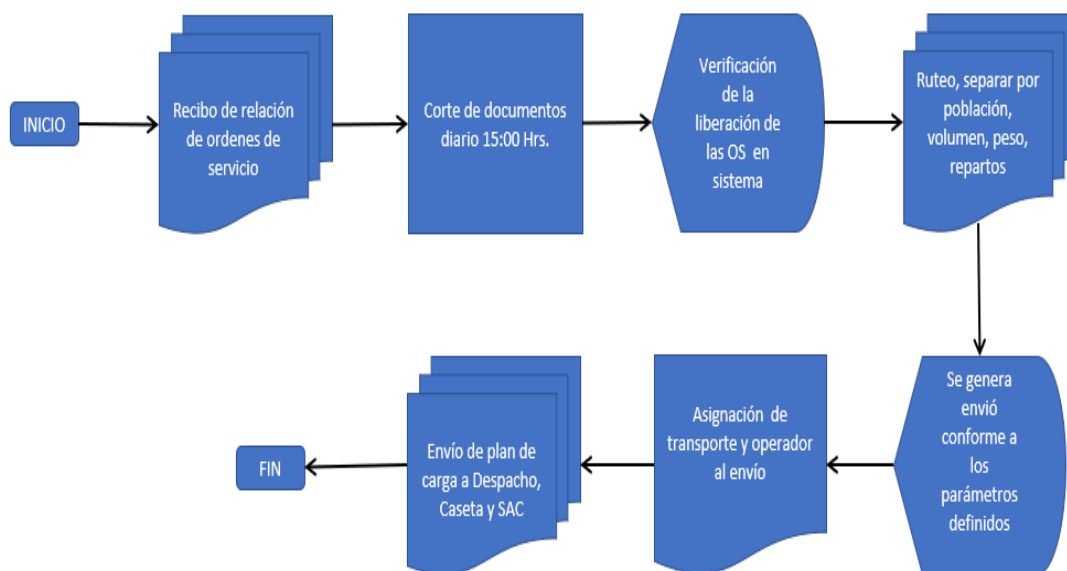 INICIO
Recibo de relación
de ordenes de
servicio
Corte de documentos
diario 15:00 Hrs.
Verificación
de la
liberación de
las OS en
sistema
Ruteo, separar por
población,
volumen, peso,
repartos
Se genera
envió
conforme a
los
parámetros
definidos
Asignación de
transporte y operador
al envío
Envío de plan de
carga a Despacho,
Caseta y SAC
FIN